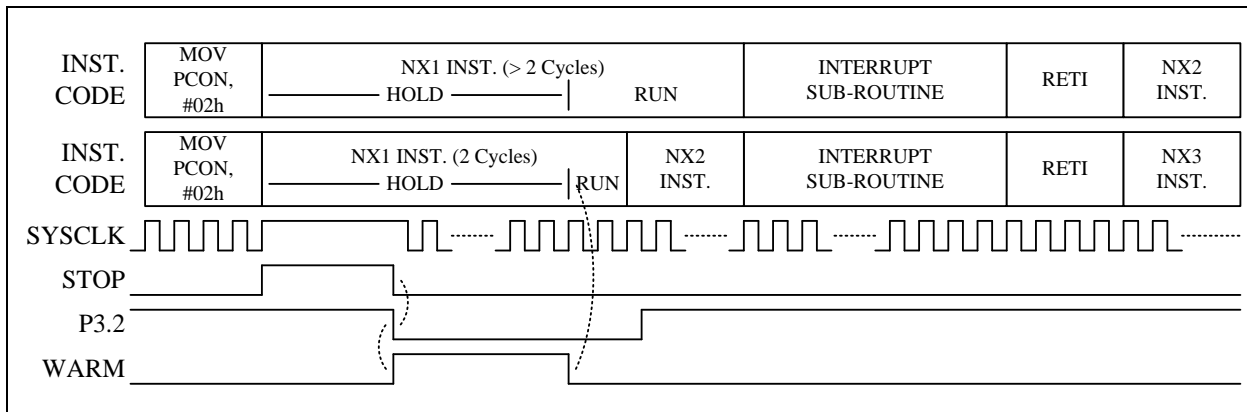 INST.
CODE
MOV
PCON,
#02h
NX1 INST. (> 2 Cycles)
HOLD
RUN
INTERRUPT
SUB-ROUTINE
RETI
NX2
INST.
INST.
CODE
MOV
PCON,
#02h
NX1 INST. (2 Cycles)
HOLD
RUN
NX2
INST.
INTERRUPT
SUB-ROUTINE
RETI
NX3
INST.
SYSCLK
STOP
P3.2
WARM